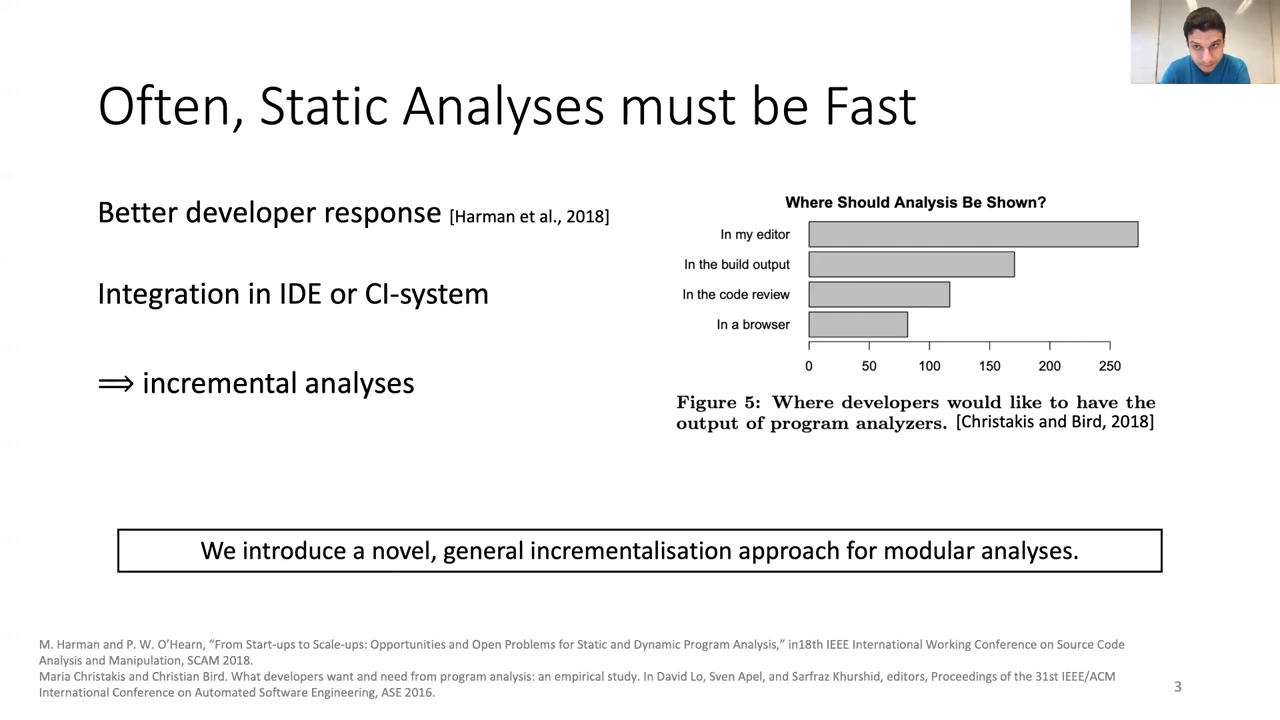 Often, Static Analyses must be Fast
Better developer response [Harman et al., 2018]
Integration in IDE or CI-system
⟹ incremental analyses
Where Should Analysis Be Shown?
In my editor
In the build output
In the code review
In a browser
0 50 100 150 200 250
Figure 5: Where developers would like to have the
output of program analyzers. [Christakis and Bird, 2018]
We introduce a novel, general incrementalisation approach for modular analyses.
M. Harman and P. W. O’Hearn, “From Start-ups to Scale-ups: Opportunities and Open Problems for Static and Dynamic Program Analysis,” in18th IEEE International Working Conference on Source Code
Analysis and Manipulation, SCAM 2018.
Maria Christakis and Christian Bird. What developers want and need from program analysis: an empirical study. In David Lo, Sven Apel, and Sarfraz Khurshid, editors, Proceedings of the 31st IEEE/ACM
International Conference on Automated Software Engineering, ASE 2016.
3